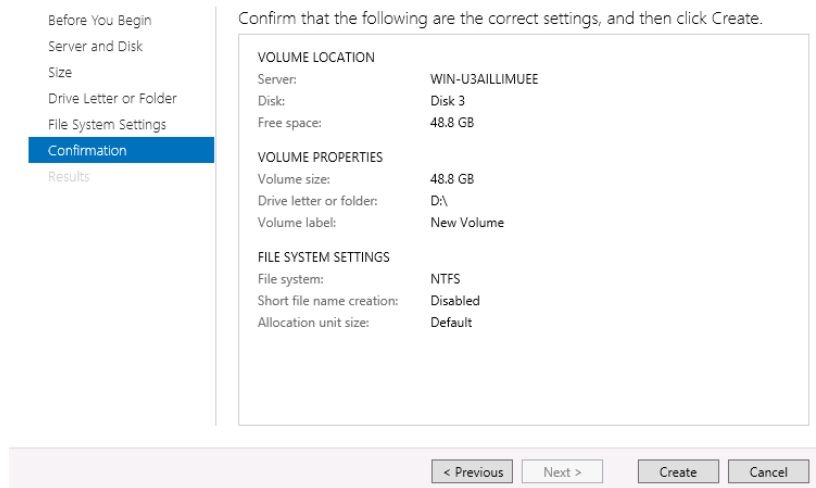 Before You Begin
Server and Disk
Size
Drive Letter or Folder
File System Settings
Confirmation
Results
Confirm that the following are the correct settings, and then click Create.
VOLUME LOCATION
Server: WIN-U3AILLIMUEE
Disk: Disk 3
Free space: 48.8 GB
VOLUME PROPERTIES
Volume size: 48.8 GB
Drive letter or folder: D:\
Volume label: New Volume
FILE SYSTEM SETTINGS
File system: NTFS
Short file name creation: Disabled
Allocation unit size: Default
< Previous Next > Create Cancel